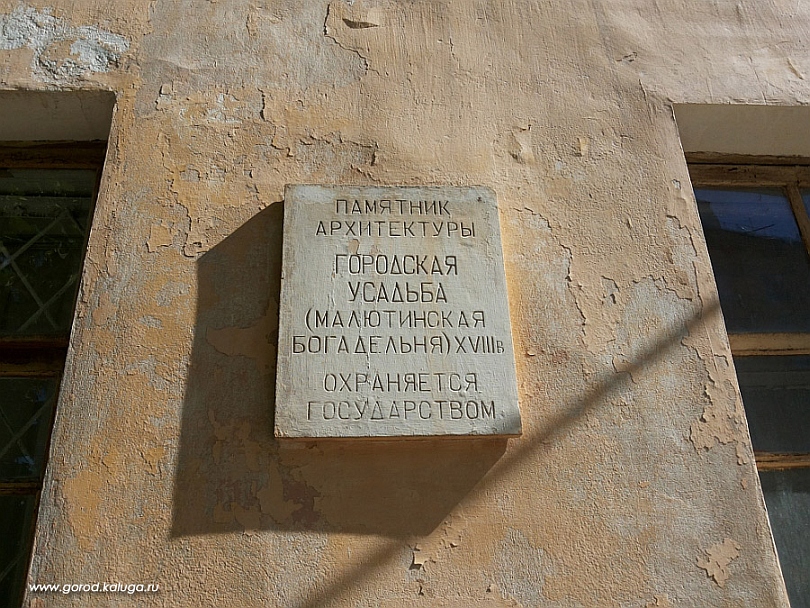 ПАМЯТНИК
АРХИТЕКТУРЫ
ГОРОДСКАЯ
УСАДЬБА
(МАЛЮТИНСКАЯ
БОГАДЕЛЬНЯ) XVIII В
ОХРАНЯЕТСЯ
ГОСУДАРСТВОМ
www.gorod.kaluga.ru